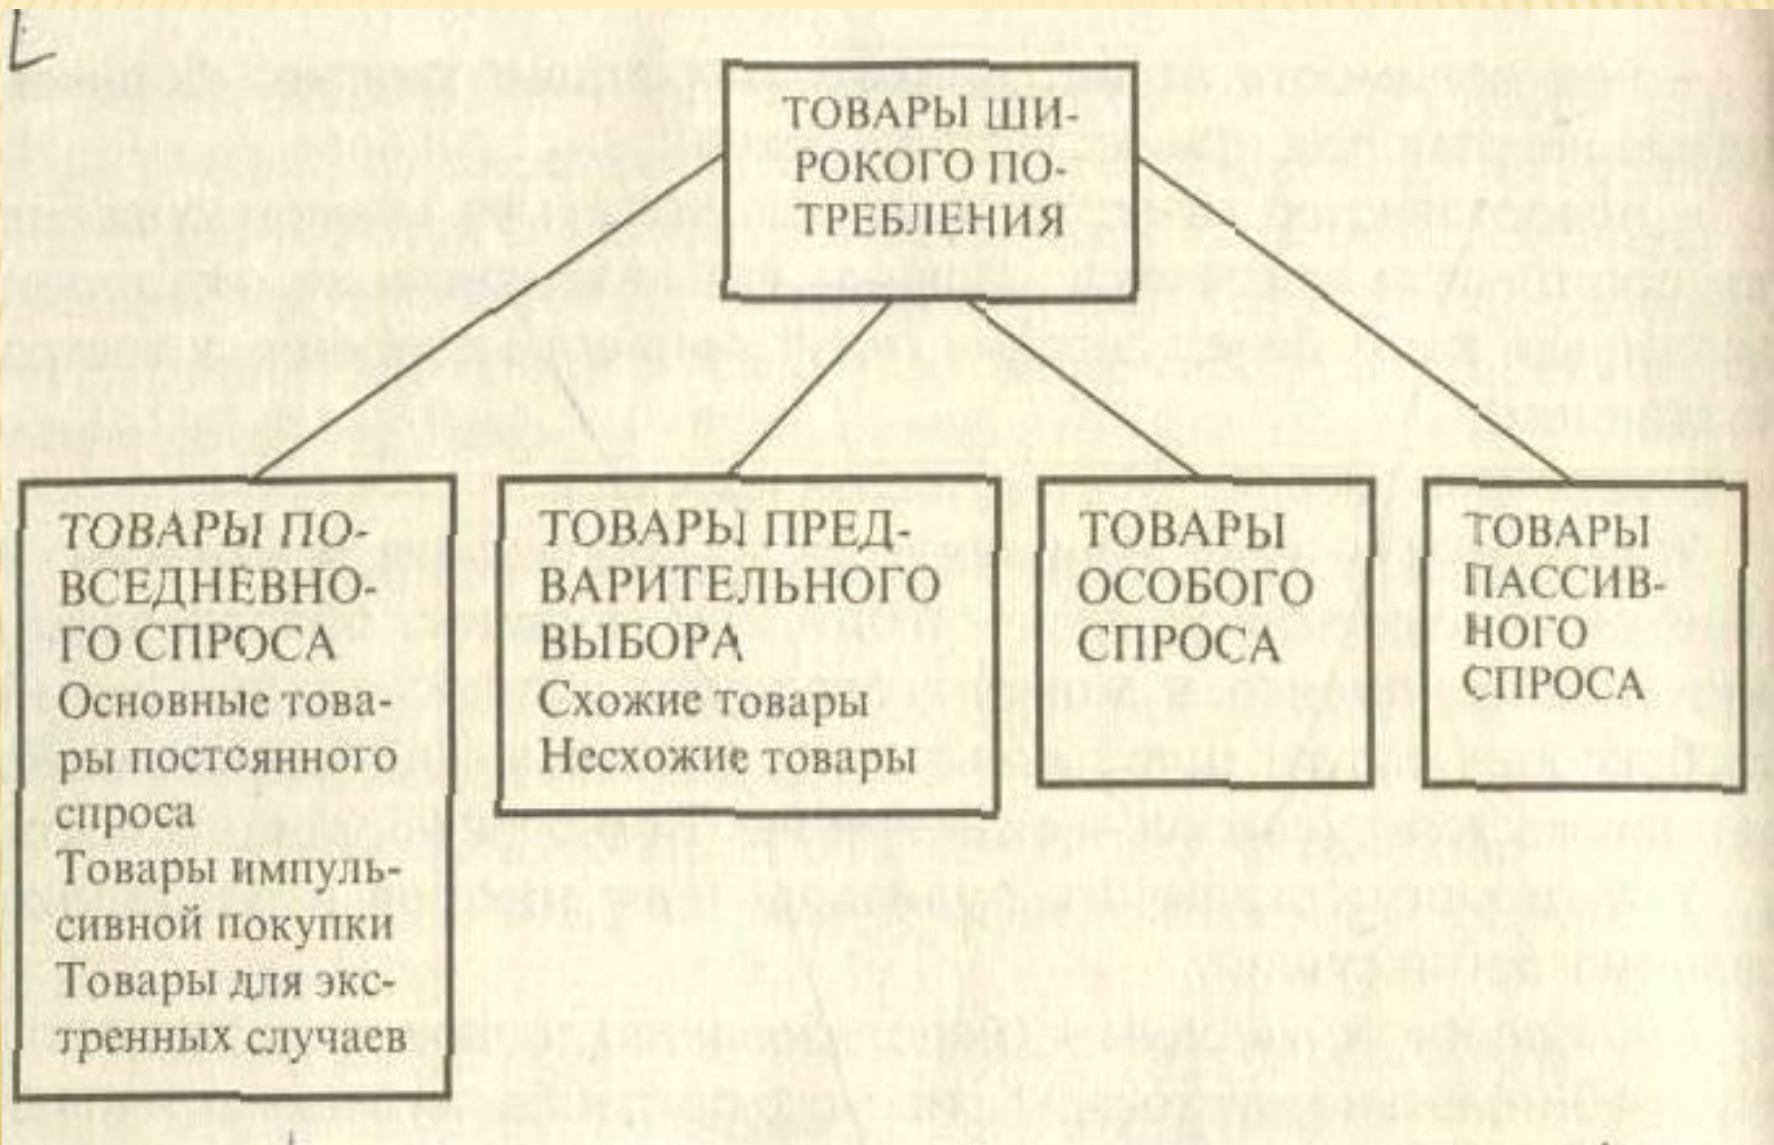 ТОВАРЫ ШИ-
РОКОГО ПО-
ТРЕБЛЕНИЯ
ТОВАРЫ ПО-
ВСЕДНЕВНО-
ГО СПРОСА
Основные това-
ры постоянного
спроса
Товары импуль-
сивной покупки
Товары для экс-
тренных случаев
ТОВАРЫ ПРЕД-
ВАРИТЕЛЬНОГО
ВЫБОРА
Схожие товары
Несхожие товары
ТОВАРЫ
ОСОБОГО
СПРОСА
ТОВАРЫ
ПАССИВ-
НОГО
СПРОСА